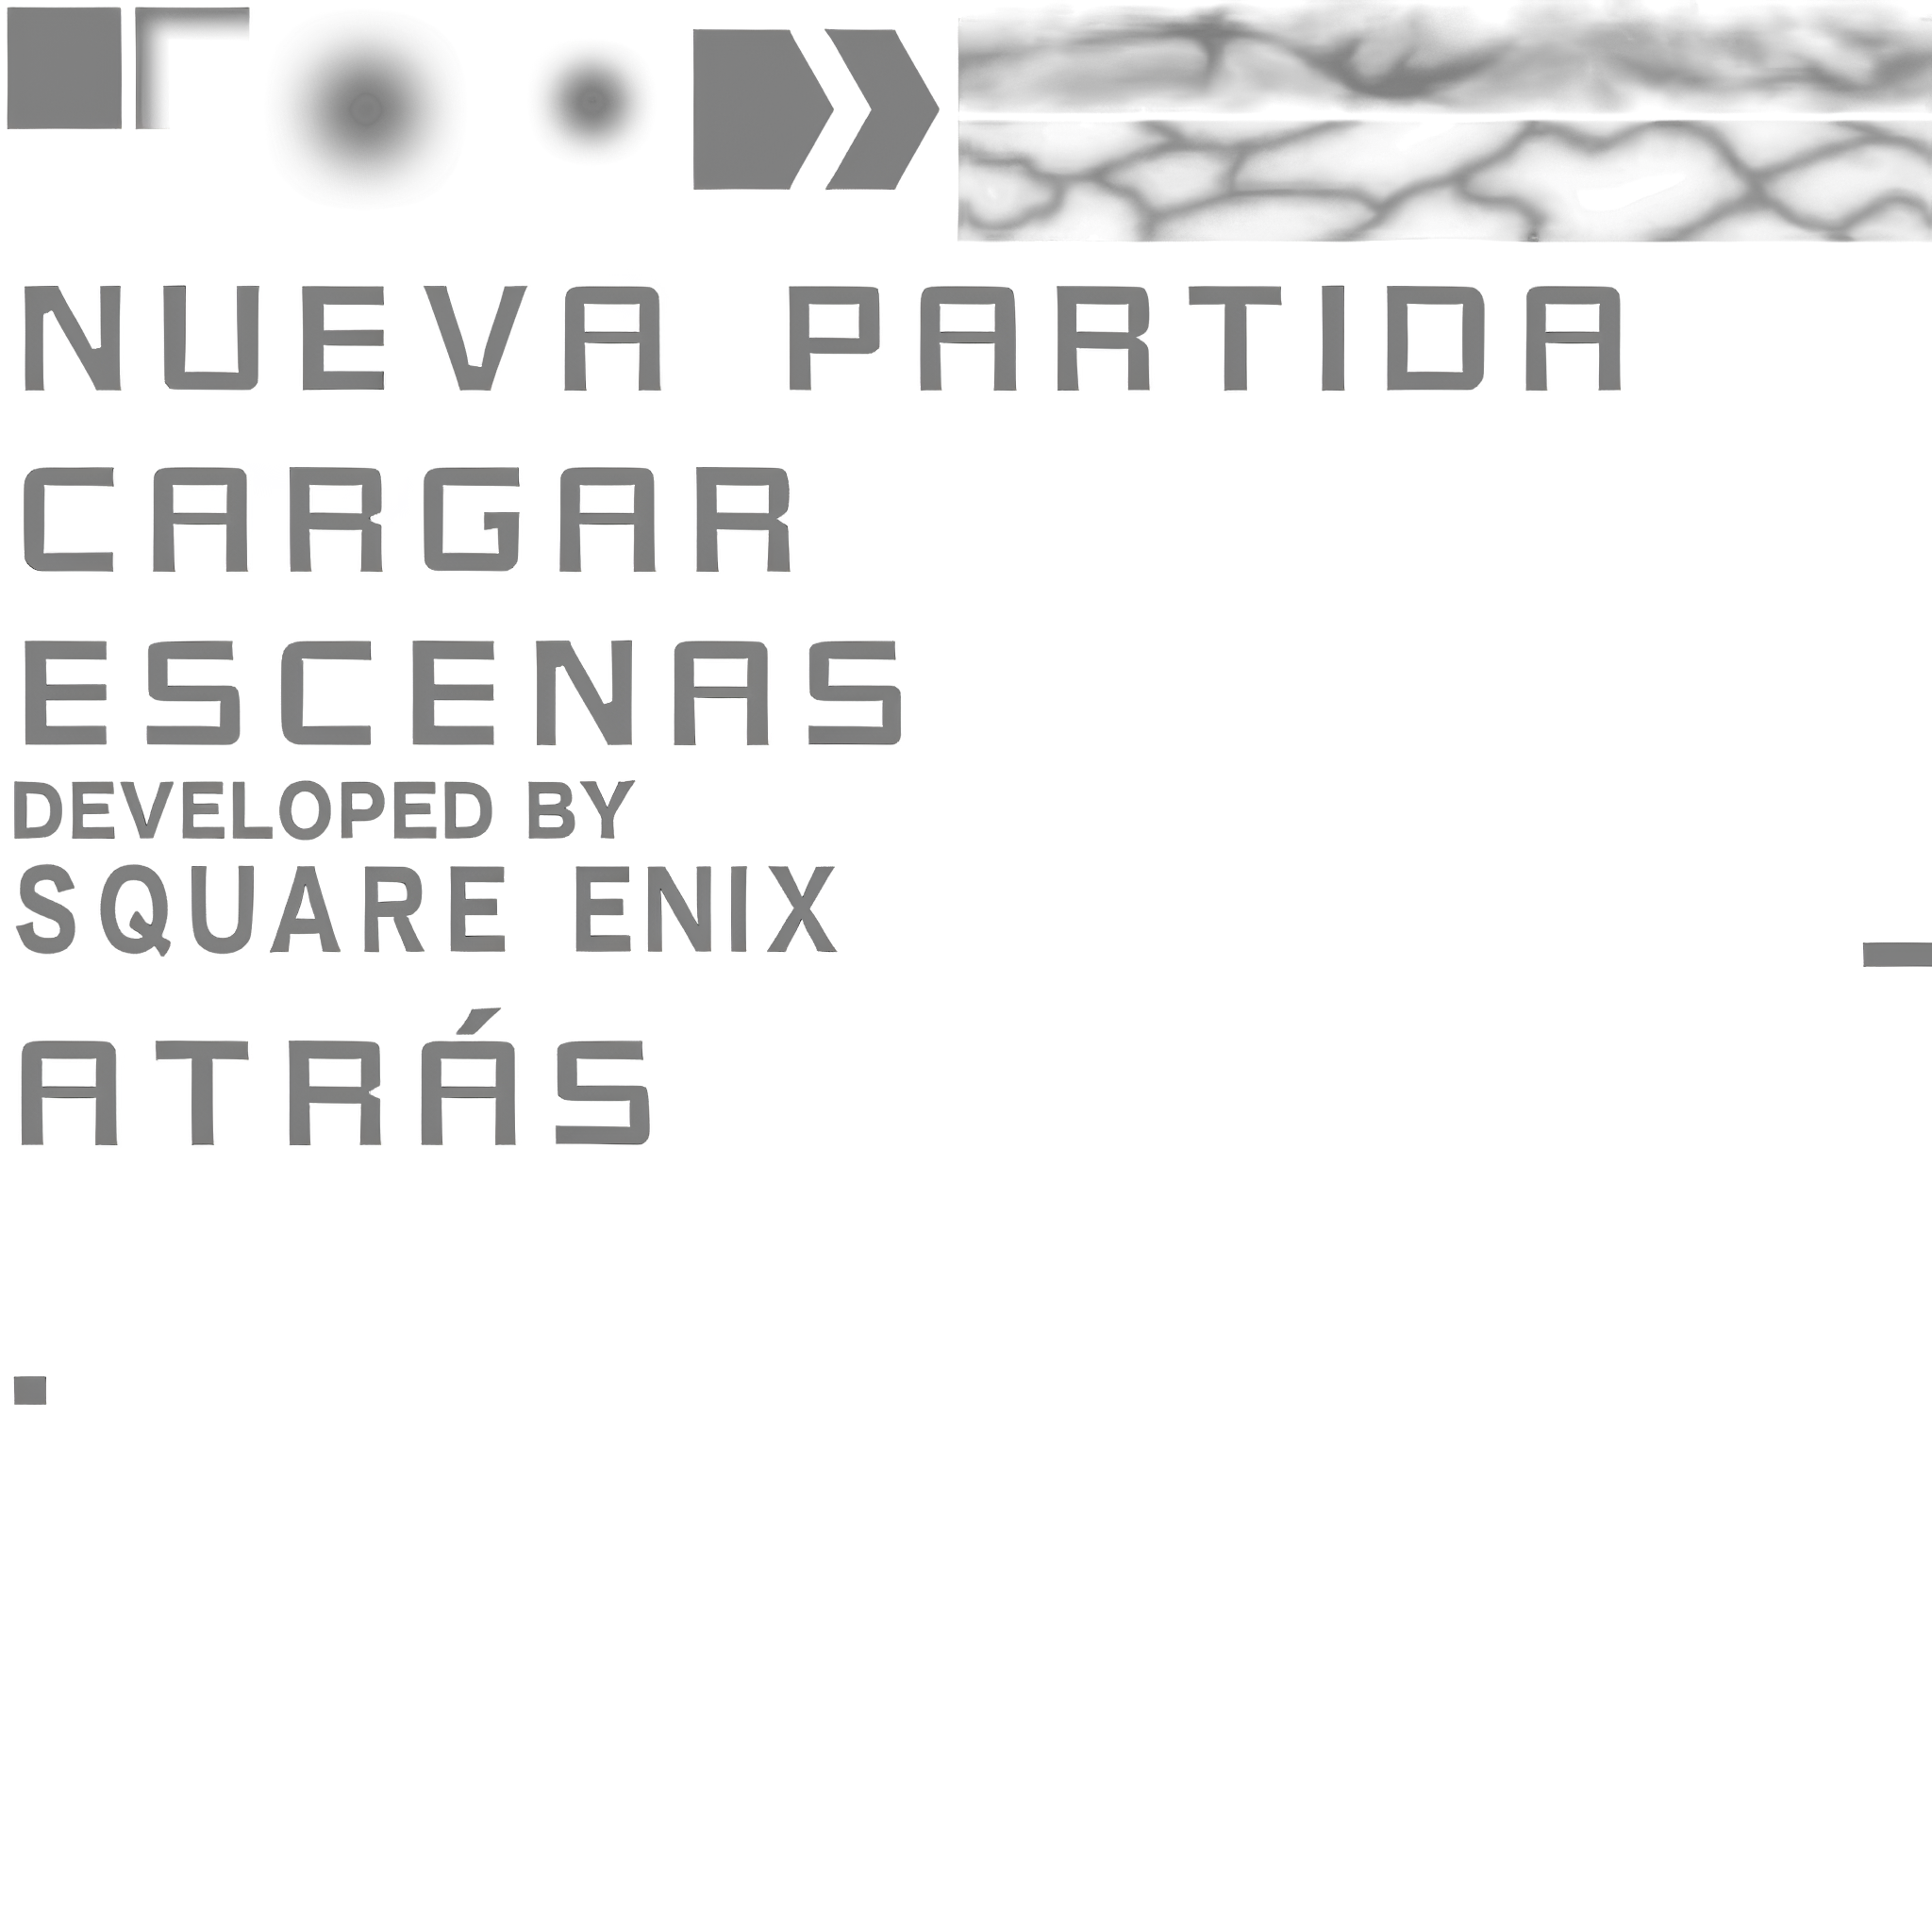 NUEVA PARTIDA
CARGAR
ESCENAS
DEVELOPED BY
SQUARE ENIX
ATRÁS